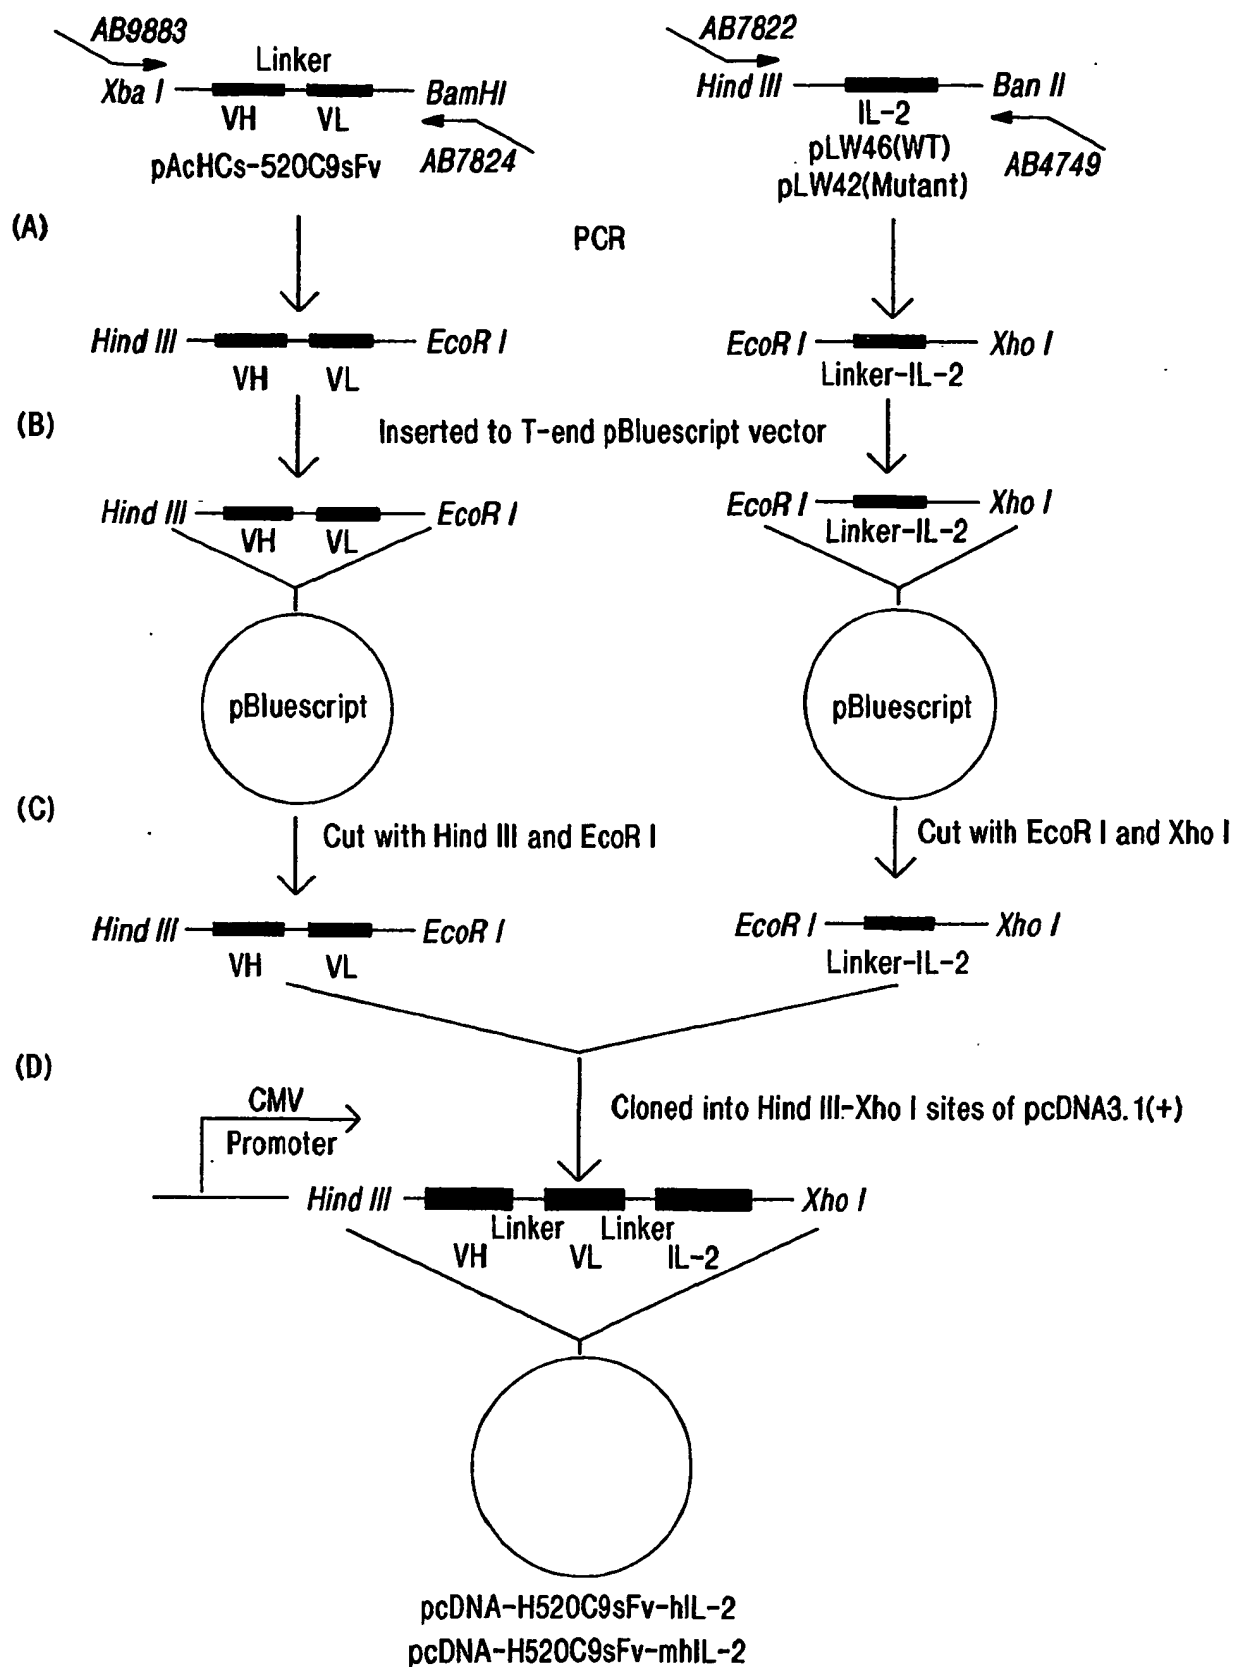 AB9883
Linker
Xba I
BamHI
VH
VL
AB7824
pAcHCs-520C9sFv
AB7822
Hind III
Ban II
IL-2
pLW46(WT)
AB4749
pLW42(Mutant)
(A)
PCR
Hind III
EcoR I
VH
VL
EcoR I
Xho I
Linker-IL-2
(B)
Inserted to T-end pBluescript vector
Hind III
EcoR I
VH
VL
EcoR I
Xho I
Linker-IL-2
pBluescript
pBluescript
(C)
Cut with Hind III and EcoR I
Cut with EcoR I and Xho I
Hind III
EcoR I
VH
VL
EcoR I
Xho I
Linker-IL-2
(D)
CMV
Promoter
Cloned into Hind III-Xho I sites of pcDNA3.1(+)
Hind III
Xho I
Linker
Linker
VH
VL
IL-2
pcDNA-H520C9sFv-hIL-2
pcDNA-H520C9sFv-mhIL-2